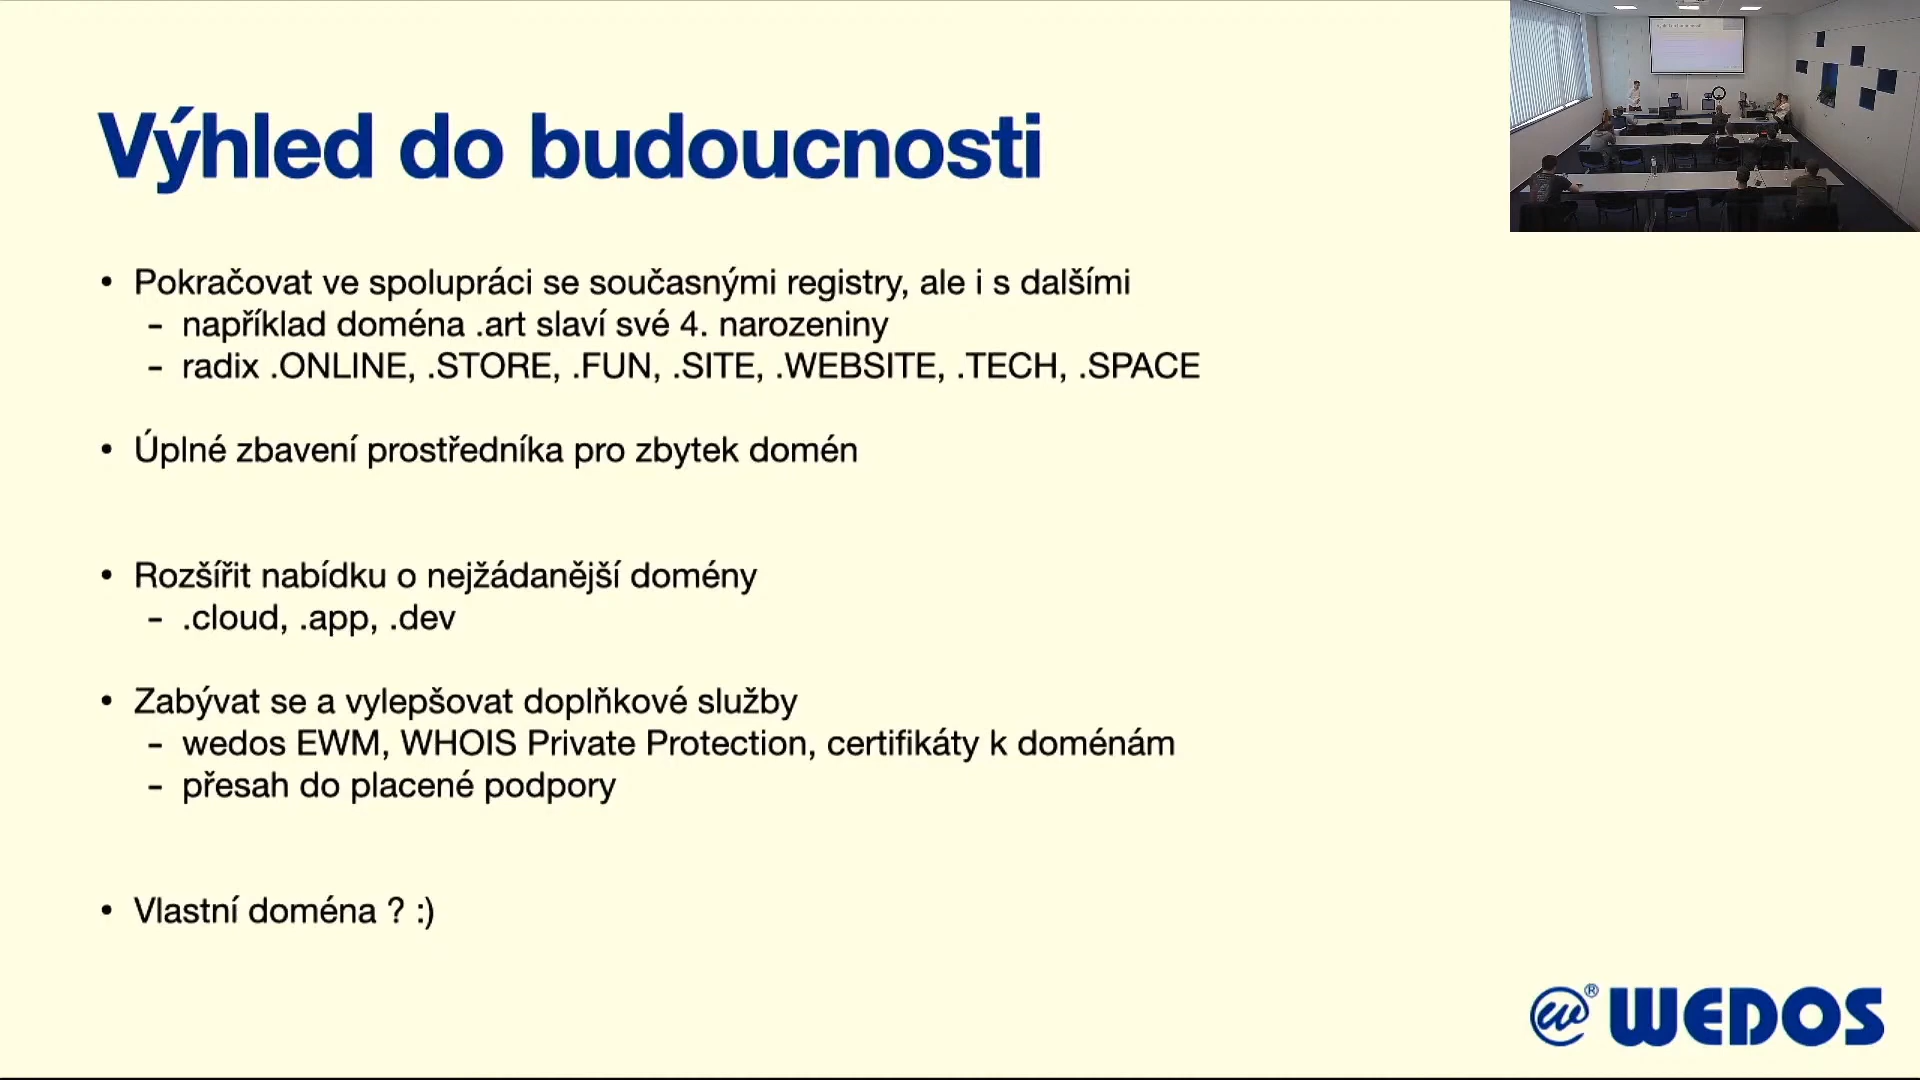 Výhled do budoucnosti
• Pokračovat ve spolupráci se současnými registry, ale i s dalšími
- například doména .art slaví své 4. narozeniny
- radix .ONLINE, .STORE, .FUN, .SITE, .WEBSITE, .TECH, .SPACE
• Úplné zbavení prostředníka pro zbytek domén
• Rozšířit nabídku o nejžádanější domény
- .cloud, .app, .dev
• Zabývat se a vylepšovat doplňkové služby
- wedos EWM, WHOIS Private Protection, certifikáty k doménám
- přesah do placené podpory
• Vlastní doména ? :)
w® WEDOS